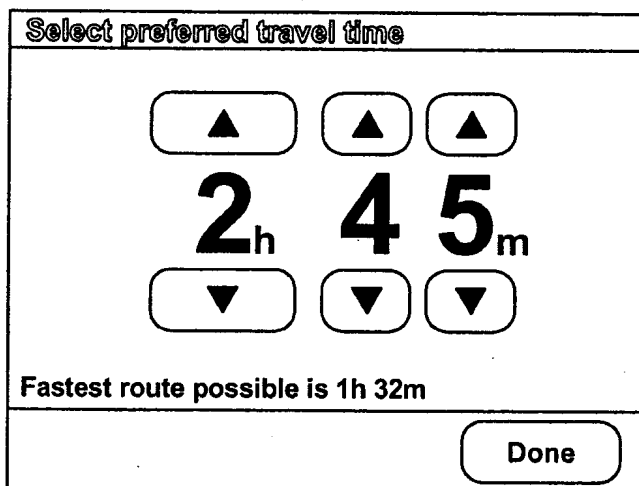 Select preferred travel time
2h 4 5m
Fastest route possible is 1h 32m
Done